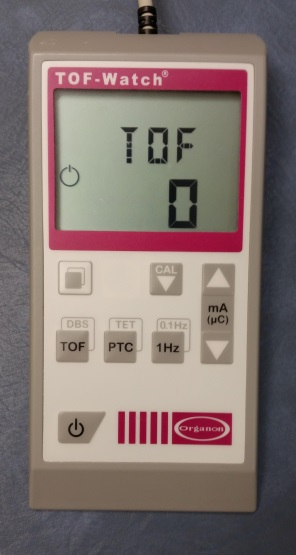 TOF-Watch®
TOF
0
CAL
mA
(µC)
DBS TET 0.1Hz
TOF PTC 1Hz
Organon